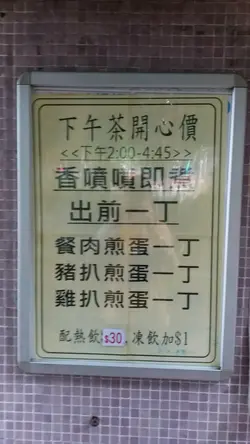 下午茶開心價
<<下午2:00-4:45>>
香噴噴即煮
出前一丁
餐肉煎蛋一丁
豬扒煎蛋一丁
雞扒煎蛋一丁
配熱飲$30,凍飲加$1